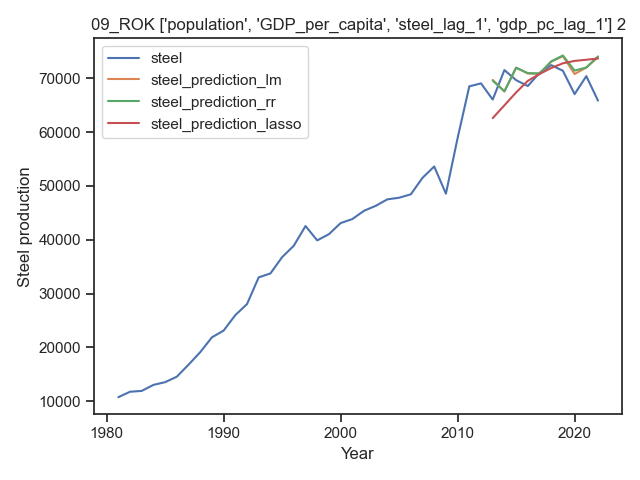 09_ROK ['population', 'GDP_per_capita', 'steel_lag_1', 'gdp_pc_lag_1'] 2
steel
steel_prediction_lm
steel_prediction_rr
steel_prediction_lasso
70000
60000
50000
40000
30000
20000
10000
Steel production
1980
1990
2000
2010
2020
Year